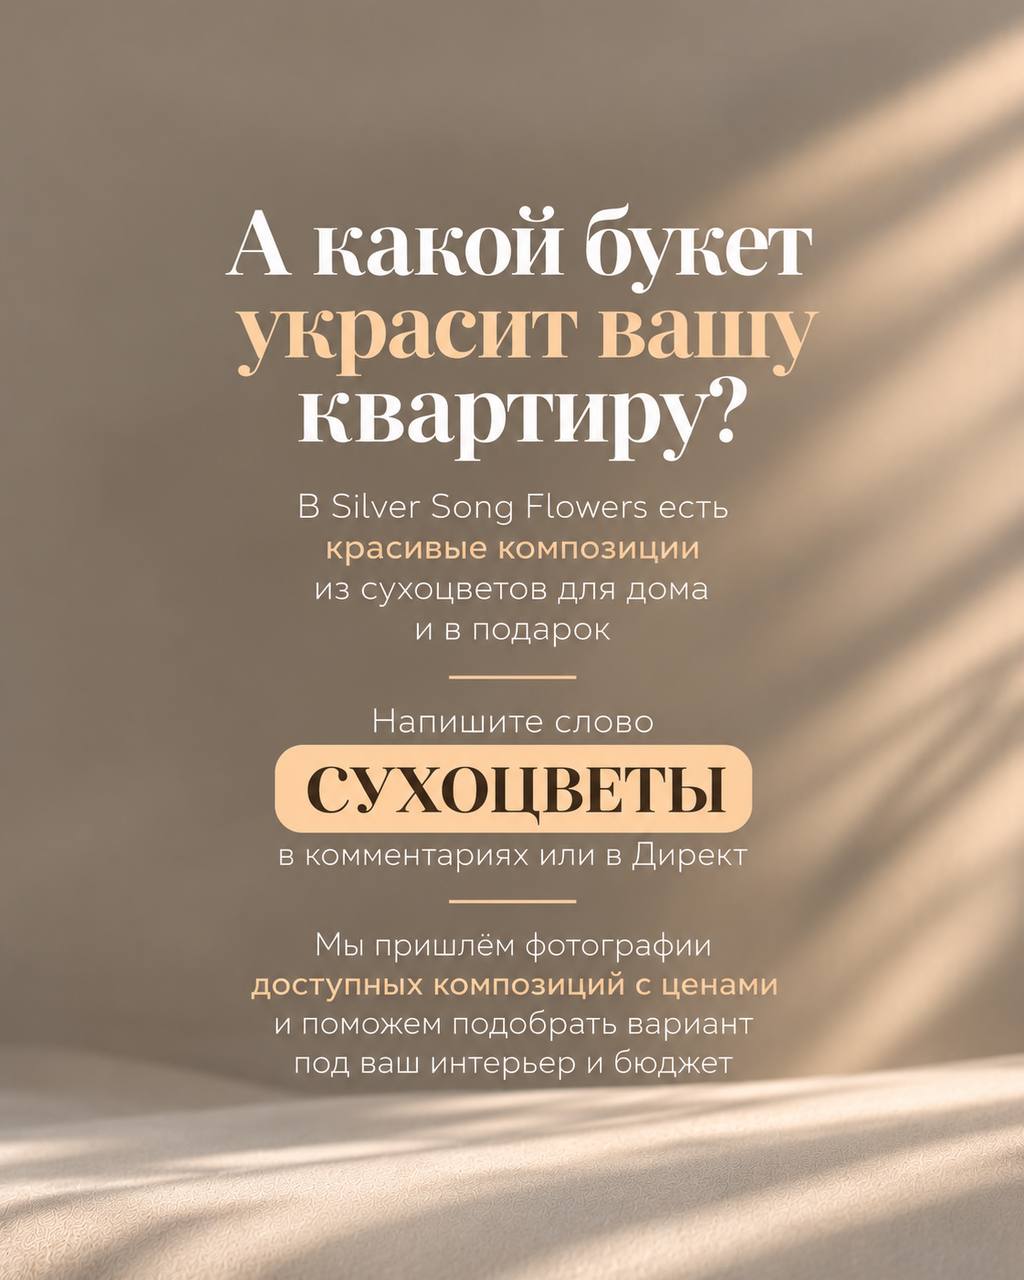 А какой букет
украсит вашу
квартиру?
В Silver Song Flowers есть
красивые композиции
из сухоцветов для дома
и в подарок
Напишите слово
СУХОЦВЕТЫ
в комментариях или в Директ
Мы пришлём фотографии
доступных композиций с ценами
и поможем подобрать вариант
под ваш интерьер и бюджет